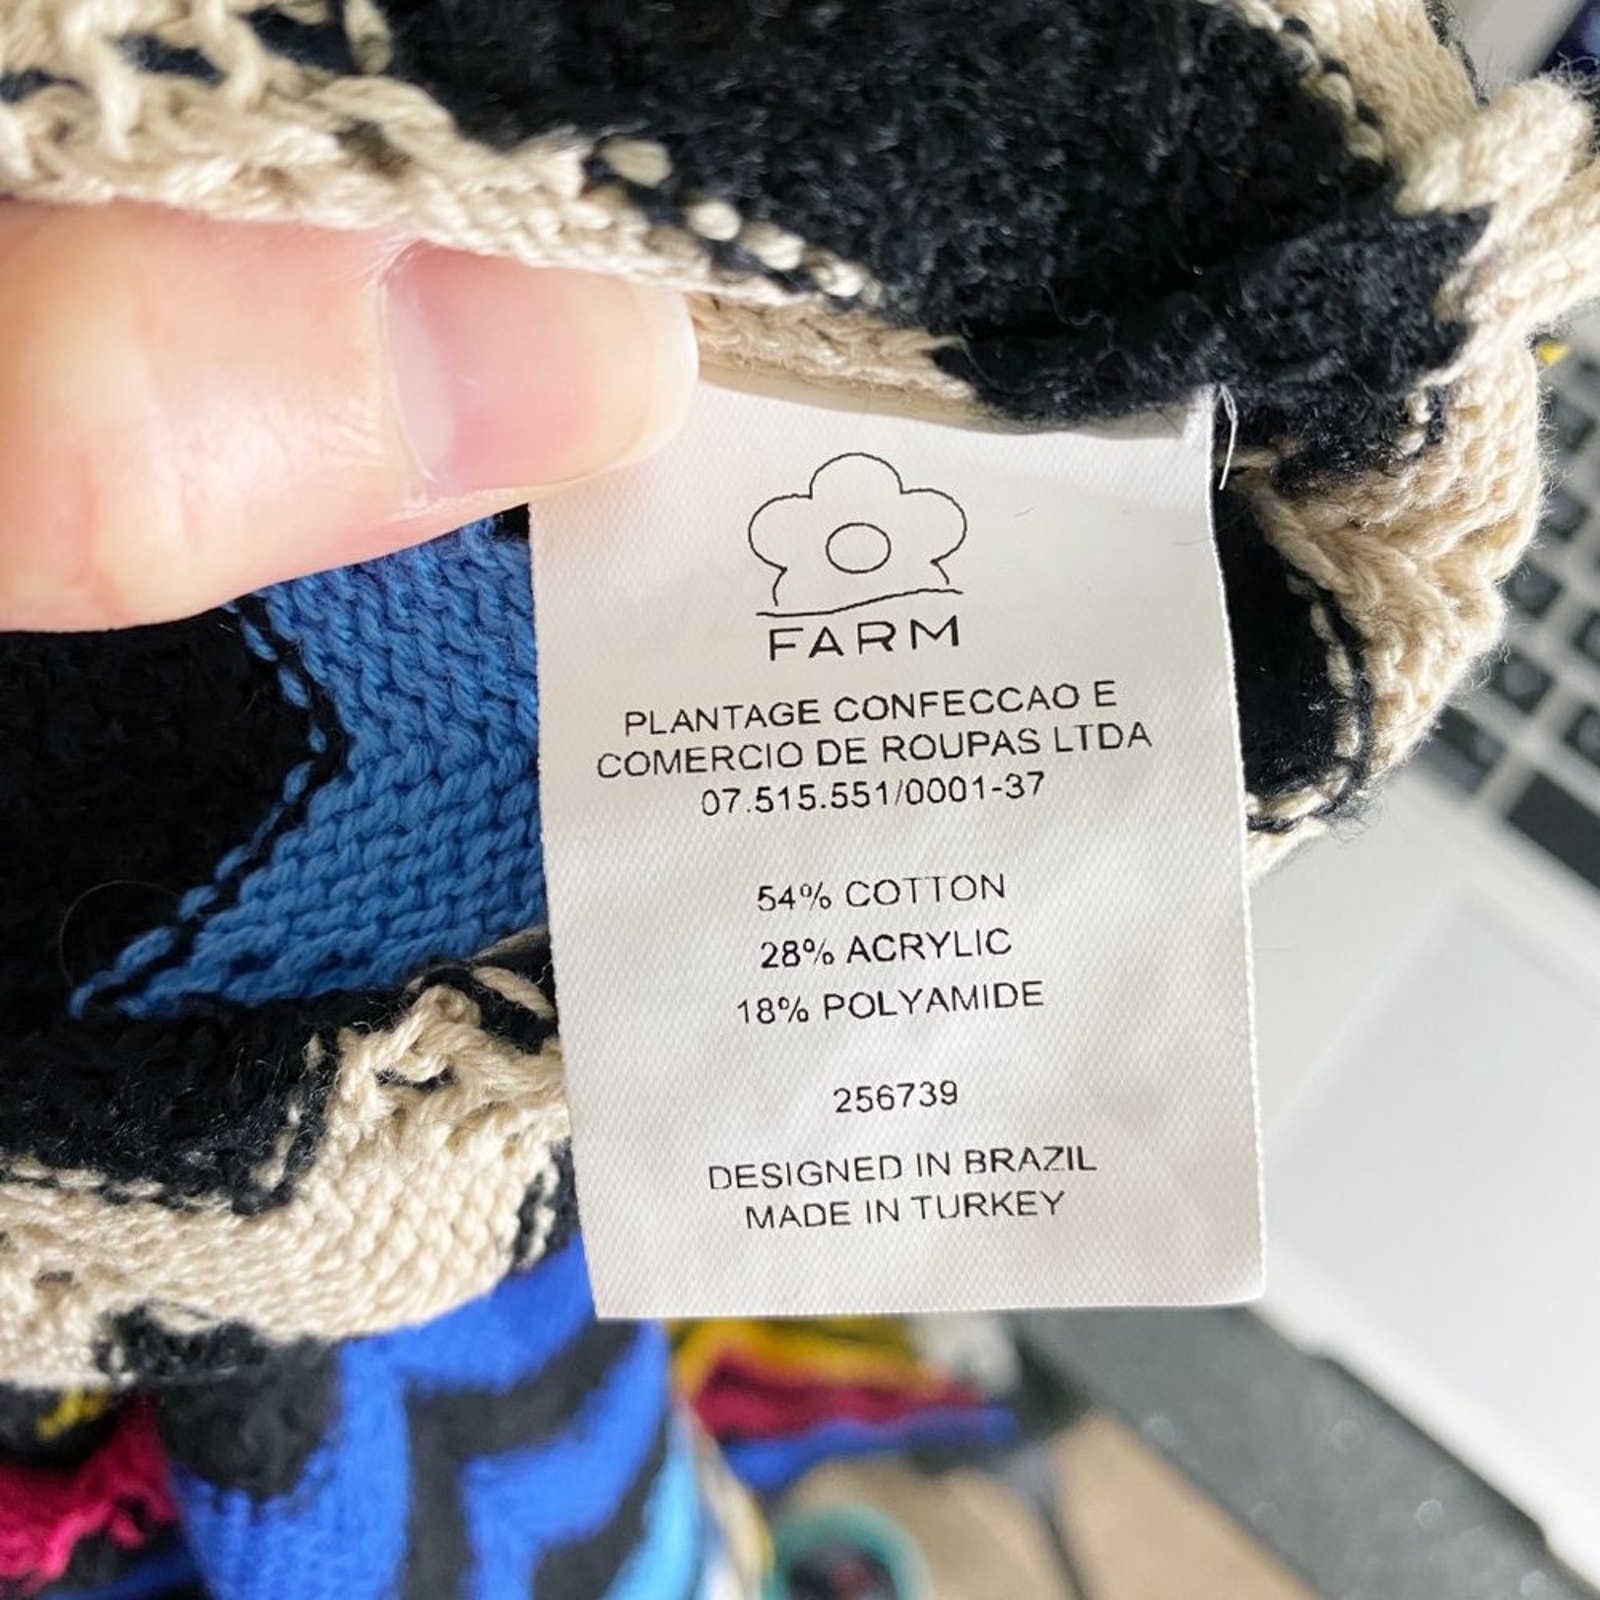 FARM
PLANTAGE CONFECCAO E
COMERCIO DE ROUPAS LTDA
07.515.551/0001-37
54% COTTON
28% ACRYLIC
18% POLYAMIDE
256739
DESIGNED IN BRAZIL
MADE IN TURKEY